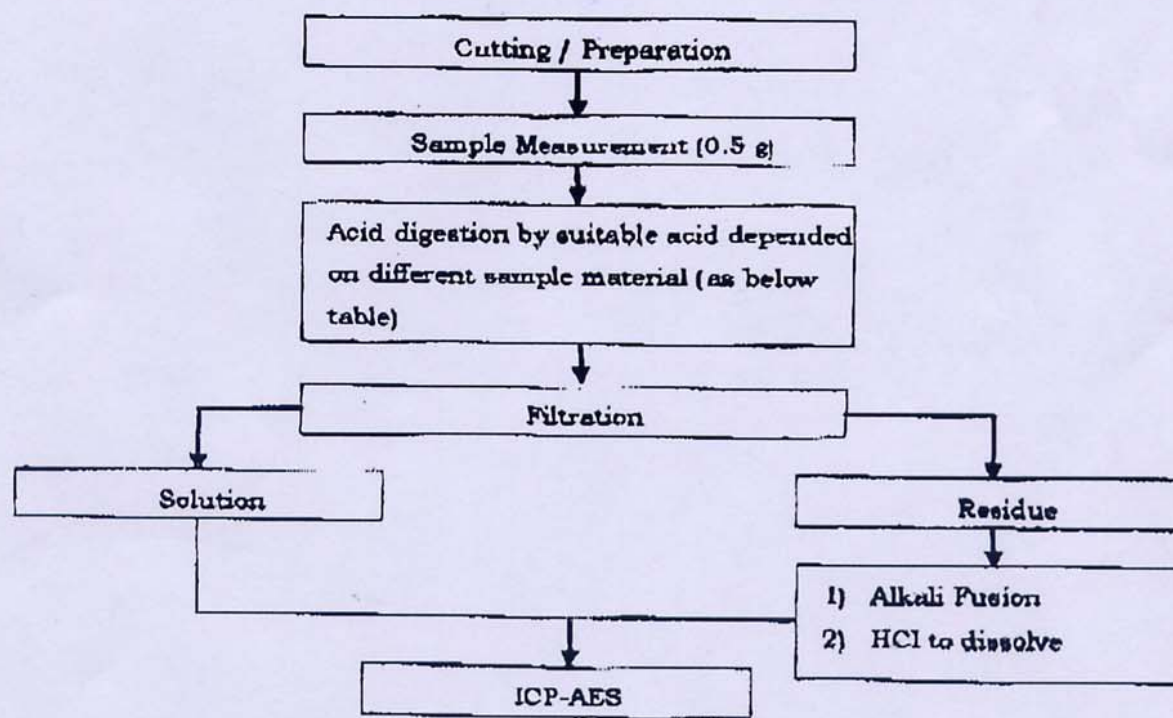 Cutting / Preparation
Sample Measurement (0.5 g)
Acid digestion by suitable acid depended
on different sample material (as below
table)
Filtration
Solution
Residue
1) Alkali Fusion
2) HCl to dissolve
ICP-AES